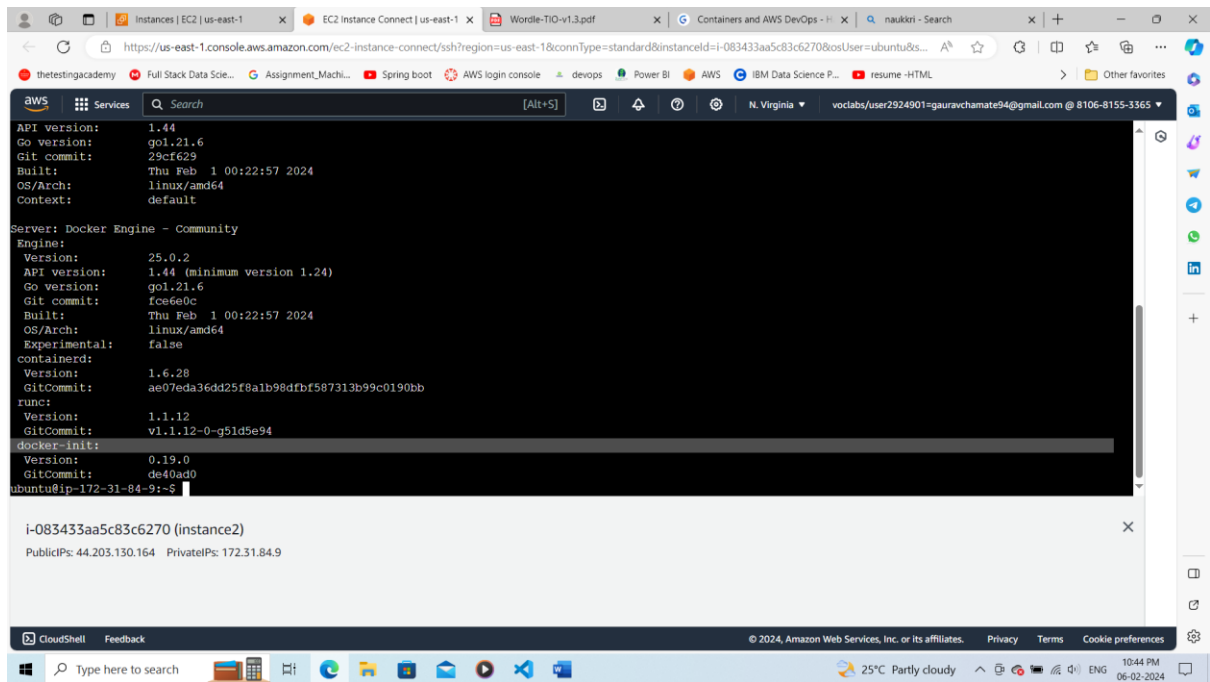 Instances | EC2 | us-east-1
EC2 Instance Connect | us-east-1
Wordle-TIO-v1.3.pdf
Containers and AWS DevOps - H
naukkri - Search
https://us-east-1.console.aws.amazon.com/ec2-instance-connect/ssh?region=us-east-1&connType=standard&instanceId=i-083433aa5c83c6270&osUser=ubuntu&s...
thetestingacademy
Full Stack Data Scie...
Assignment_Machi...
Spring boot
AWS login console
devops
Power BI
AWS
IBM Data Science P...
resume -HTML
Other favorites
aws
Services
Search
[Alt+S]
N. Virginia
voclabs/user2924901=gauravchamate94@gmail.com @ 8106-8155-3365
API version: 1.44
Go version: go1.21.6
Git commit: 29cf629
Built: Thu Feb 1 00:22:57 2024
OS/Arch: linux/amd64
Context: default
Server: Docker Engine - Community
Engine:
Version: 25.0.2
API version: 1.44 (minimum version 1.24)
Go version: go1.21.6
Git commit: fce6e0c
Built: Thu Feb 1 00:22:57 2024
OS/Arch: linux/amd64
Experimental: false
containerd:
Version: 1.6.28
GitCommit: ae07eda36dd25f8a1b98dfbf587313b99c0190bb
runc:
Version: 1.1.12
GitCommit: v1.1.12-0-g51d5e94
docker-init:
Version: 0.19.0
GitCommit: de40ad0
ubuntu@ip-172-31-84-9:~$
i-083433aa5c83c6270 (instance2)
PublicIPs: 44.203.130.164 PrivateIPs: 172.31.84.9
CloudShell Feedback © 2024, Amazon Web Services, Inc. or its affiliates. Privacy Terms Cookie preferences
Type here to search
25°C Partly cloudy
ENG
10:44 PM
06-02-2024